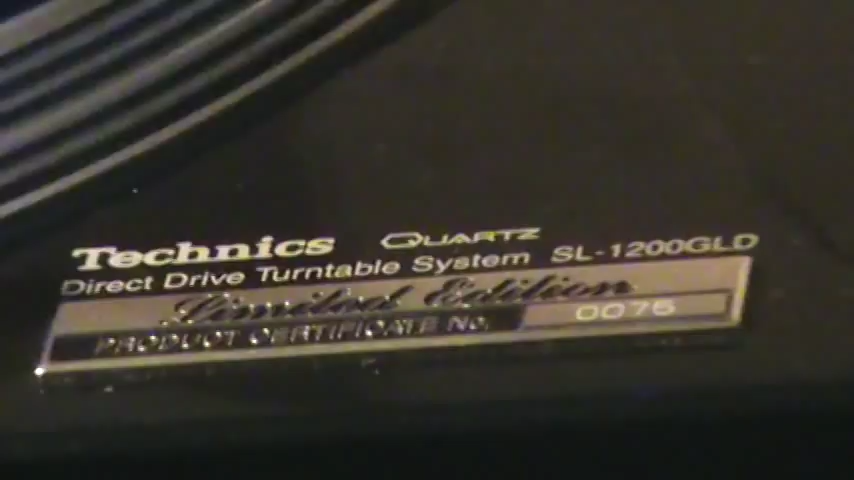 Technics QUARTZ
Direct Drive Turntable System SL-1200GLD
Limited Edition
PRODUCT CERTIFICATE No. 0075